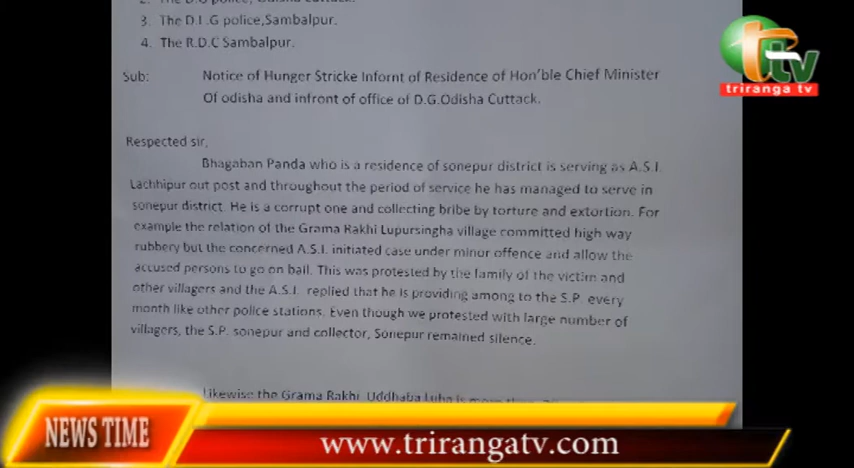 2. The D.G police, Odisha Cuttack.
3. The D.I.G police,Sambalpur.
4. The R.D.C Sambalpur.
Sub: Notice of Hunger Stricke Infornt of Residence of Hon'ble Chief Minister
Of odisha and infront of office of D.G.Odisha Cuttack.
Respected sir,
Bhagaban Panda who is a residence of sonepur district is serving as A.S.I.
Lachhipur out post and throughout the period of service he has managed to serve in
sonepur district. He is a corrupt one and collecting bribe by torture and extortion. For
example the relation of the Grama Rakhi Lupursingha village committed high way
rubbery but the concerned A.S.I. initiated case under minor offence and allow the
accused persons to go on bail. This was protested by the family of the victim and
other villagers and the A.S.I. replied that he is providing among to the S.P. every
month like other police stations. Even though we protested with large number of
villagers, the S.P. sonepur and collector, Sonepur remained silence.
Likewise the Grama Rakhi, Uddhaba Luha is more
ttv
triranga tv
NEWS TIME
www.trirangatv.com